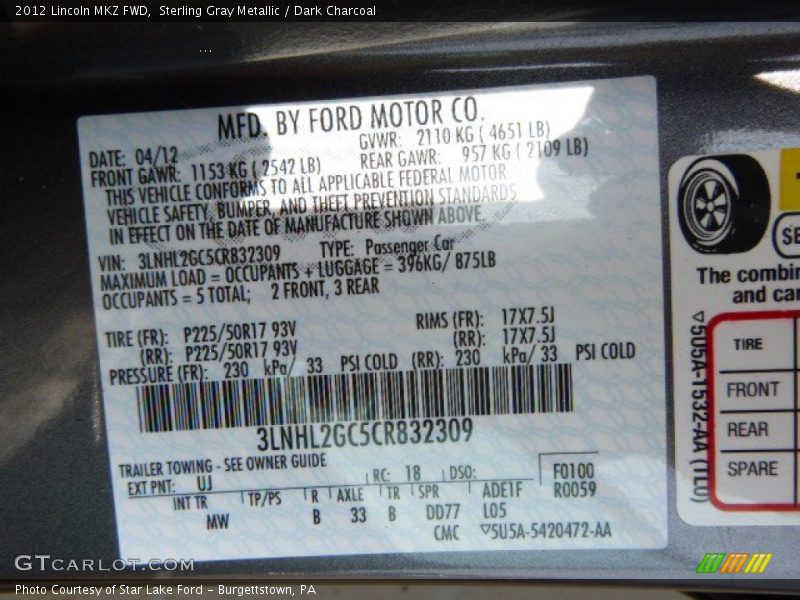 2012 Lincoln MKZ FWD,  Sterling Gray Metallic / Dark Charcoal
MFD. BY FORD MOTOR CO.
DATE: 04/12 GVWR: 2110 KG ( 4651 LB)
FRONT GAWR: 1153 KG ( 2542 LB) REAR GAWR: 957 KG ( 2109 LB)
THIS VEHICLE CONFORMS TO ALL APPLICABLE FEDERAL MOTOR
VEHICLE SAFETY, BUMPER, AND THEFT PREVENTION STANDARDS
IN EFFECT ON THE DATE OF MANUFACTURE SHOWN ABOVE.
VIN: 3LNHL2GC5CR832309 TYPE: Passenger Car
MAXIMUM LOAD = OCCUPANTS + LUGGAGE = 396KG/ 875LB
OCCUPANTS = 5 TOTAL; 2 FRONT, 3 REAR
TIRE (FR): P225/50R17 93V RIMS (FR): 17X7.5J
(RR): P225/50R17 93V (RR): 17X7.5J
PRESSURE (FR): 230 kPa/ 33 PSI COLD (RR): 230 kPa/ 33 PSI COLD
3LNHL2GC5CR832309
TRAILER TOWING - SEE OWNER GUIDE
EXT PNT: UJ RC: 18 DSO: F0100
R0059
INT TR TP/PS R AXLE TR SPR ADE1F
MW B 33 B DD77 L05
CMC ▽5U5A-5420472-AA
SE
The combin
and car
▽5U5A-1532-AA (1L0)
TIRE
FRONT
REAR
SPARE
GTcarlot.com
Photo Courtesy of Star Lake Ford - Burgettstown, PA